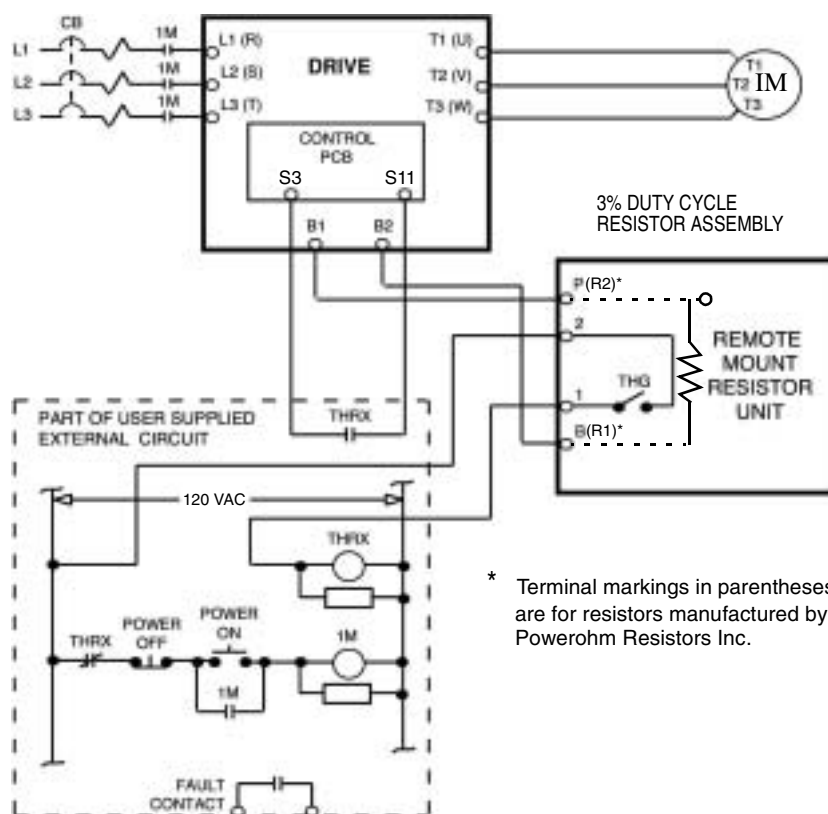 CB
L1
1M
L1 (R)
T1 (U)
L2
1M
L2 (S)
DRIVE
T2 (V)
L3
1M
L3 (T)
T3 (W)
T1
T2 IM
T3
CONTROL
PCB
S3
S11
B1
B2
3% DUTY CYCLE
RESISTOR ASSEMBLY
P(R2)*
2
REMOTE
MOUNT
RESISTOR
UNIT
THG
1
B(R1)*
PART OF USER SUPPLIED
EXTERNAL CIRCUIT
THRX
120 VAC
THRX
* Terminal markings in parentheses
are for resistors manufactured by
Powerohm Resistors Inc.
THRX
POWER
OFF
POWER
ON
1M
1M
FAULT
CONTACT